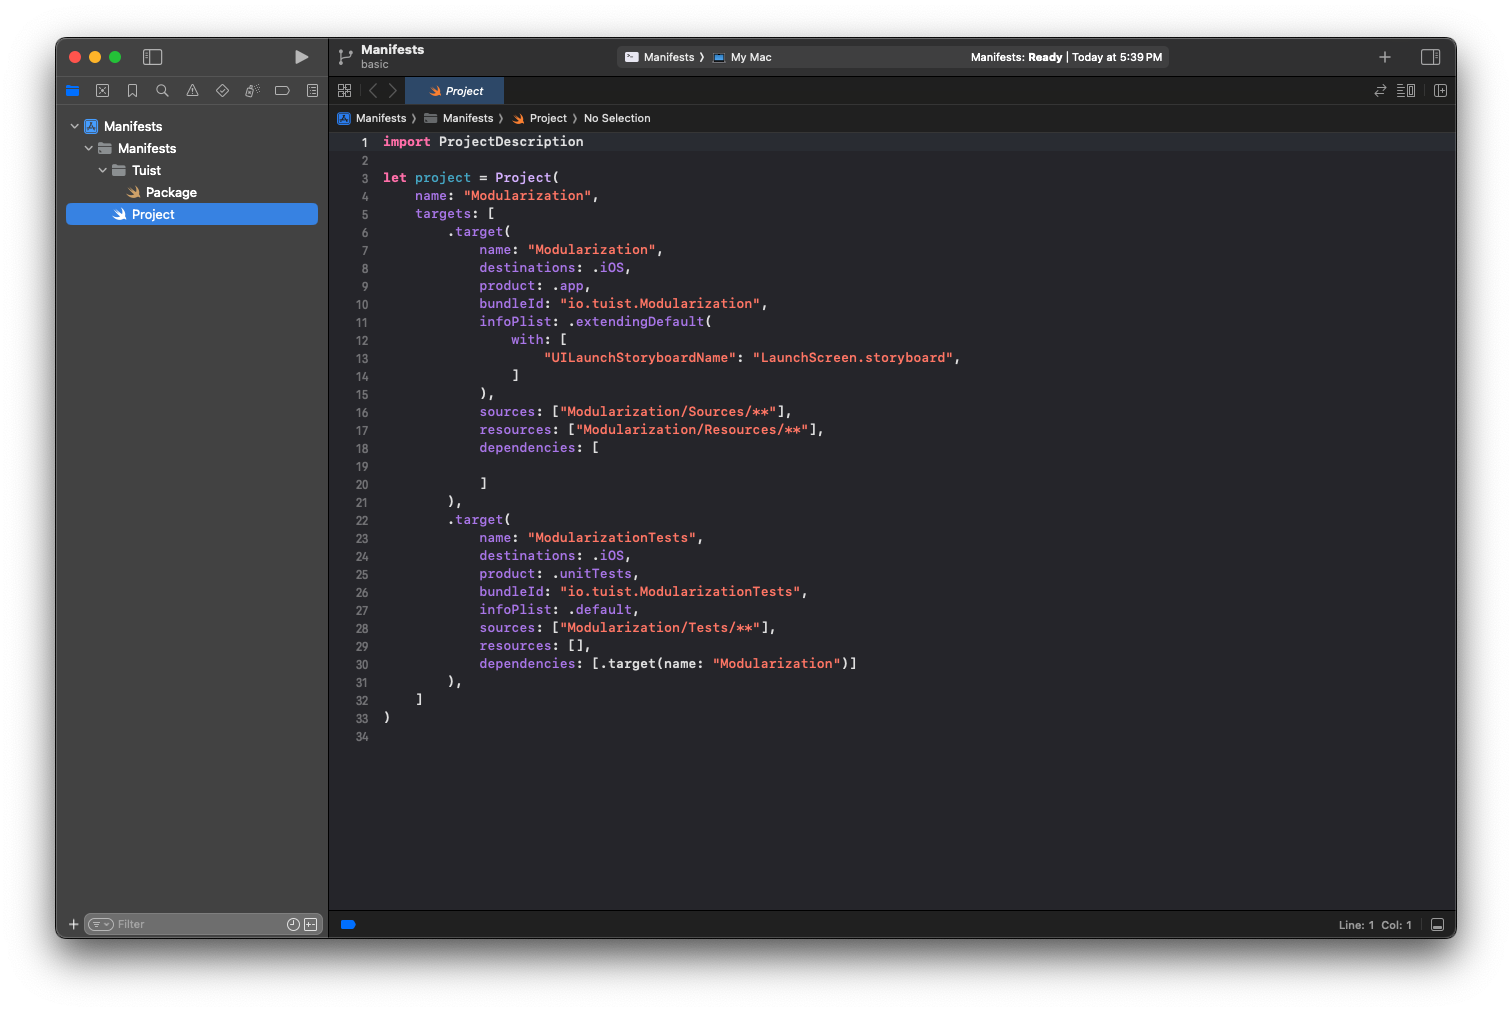 Manifests
basic
Manifests 〉 My Mac
Manifests: Ready | Today at 5:39 PM
Project
Manifests
Manifests
Tuist
Package
Project
Manifests 〉 Manifests 〉 Project 〉 No Selection
1 import ProjectDescription
2
3 let project = Project(
4     name: "Modularization",
5     targets: [
6         .target(
7             name: "Modularization",
8             destinations: .iOS,
9             product: .app,
10             bundleId: "io.tuist.Modularization",
11             infoPlist: .extendingDefault(
12                 with: [
13                     "UILaunchStoryboardName": "LaunchScreen.storyboard",
14                 ]
15             ),
16             sources: ["Modularization/Sources/**"],
17             resources: ["Modularization/Resources/**"],
18             dependencies: [
19
20             ]
21         ),
22         .target(
23             name: "ModularizationTests",
24             destinations: .iOS,
25             product: .unitTests,
26             bundleId: "io.tuist.ModularizationTests",
27             infoPlist: .default,
28             sources: ["Modularization/Tests/**"],
29             resources: [],
30             dependencies: [.target(name: "Modularization")]
31         ),
32     ]
33 )
34
Filter
Line: 1 Col: 1